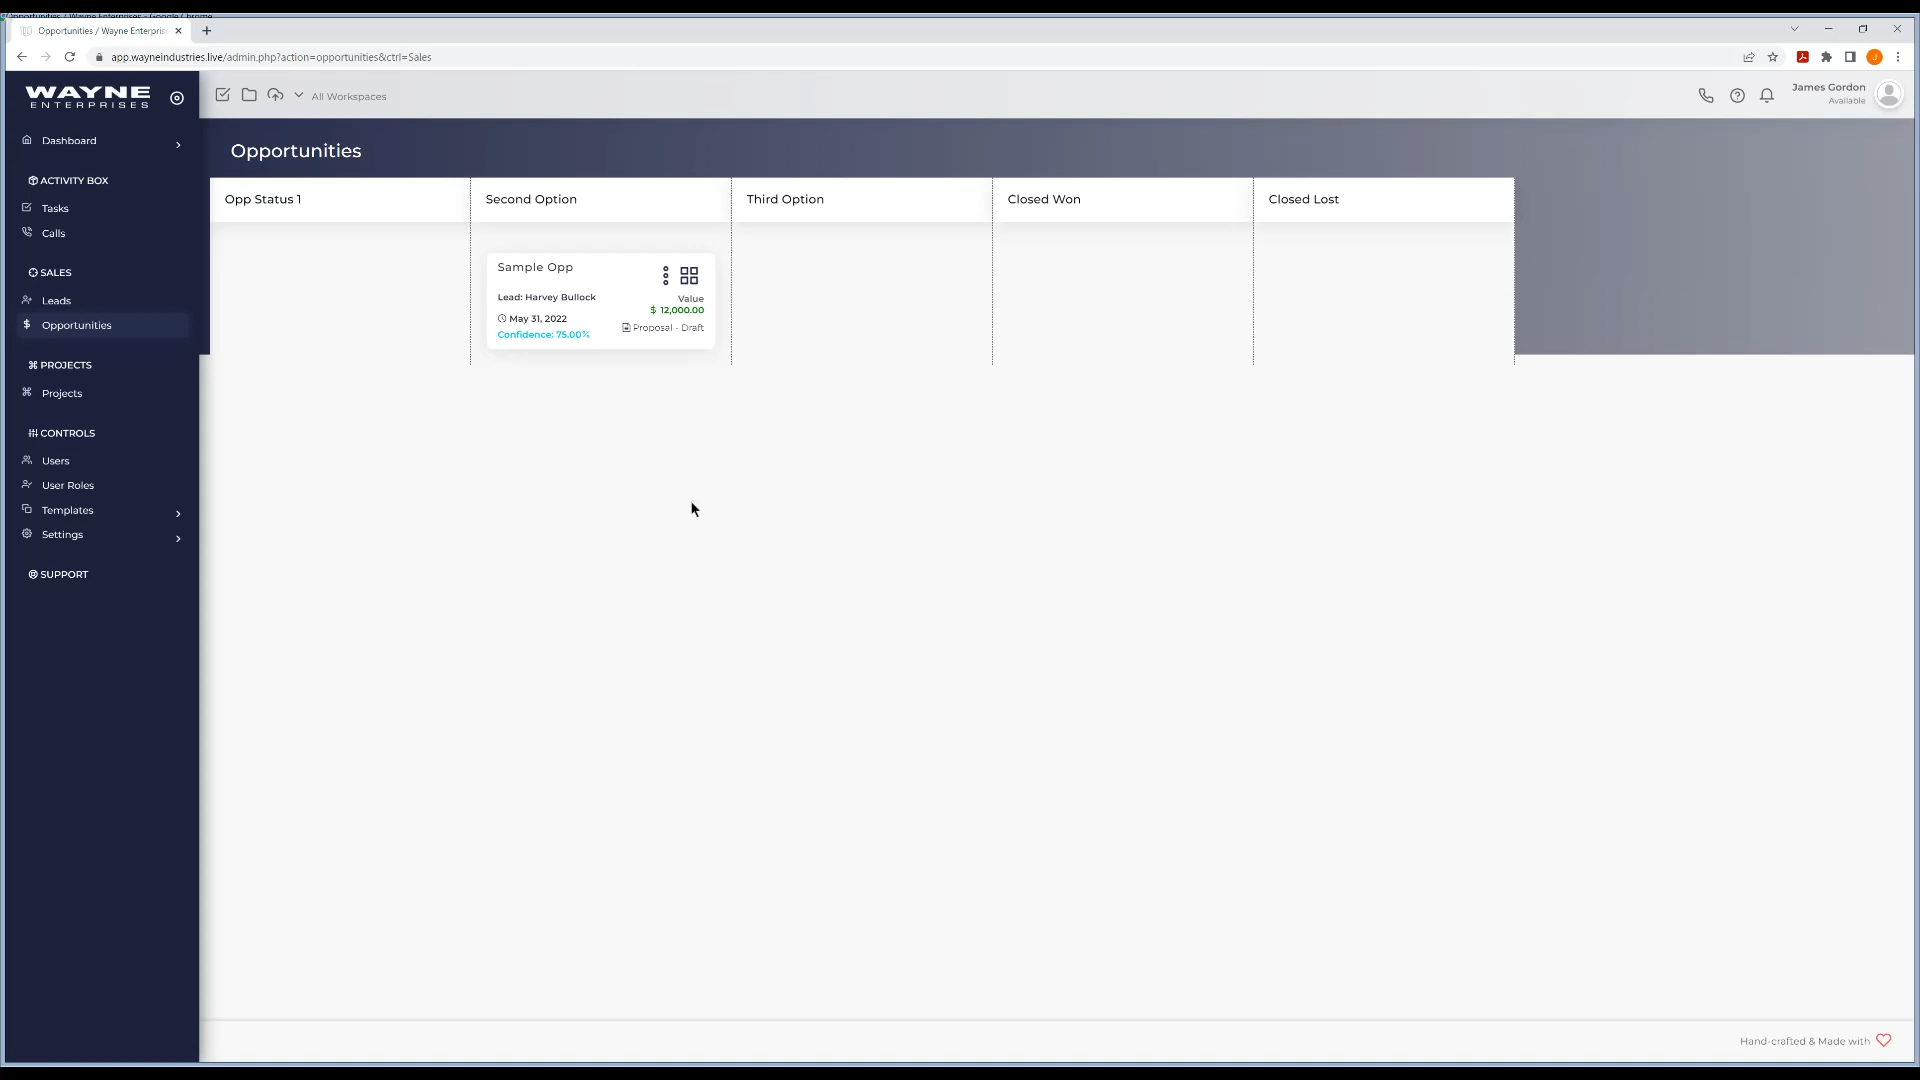 Opportunities / Wayne Enterprises - Google Chrome
Opportunities / Wayne Enterpris
app.wayneindustries.live/admin.php?action=opportunities&ctrl=Sales
WAYNE
ENTERPRISES
All Workspaces
James Gordon
Available
Dashboard
ACTIVITY BOX
Tasks
Calls
SALES
Leads
Opportunities
PROJECTS
Projects
CONTROLS
Users
User Roles
Templates
Settings
SUPPORT
Opportunities
Opp Status 1
Second Option
Third Option
Closed Won
Closed Lost
Sample Opp
Lead: Harvey Bullock
Value
$ 12,000.00
May 31, 2022
Proposal - Draft
Confidence: 75.00%
Hand-crafted & Made with
J